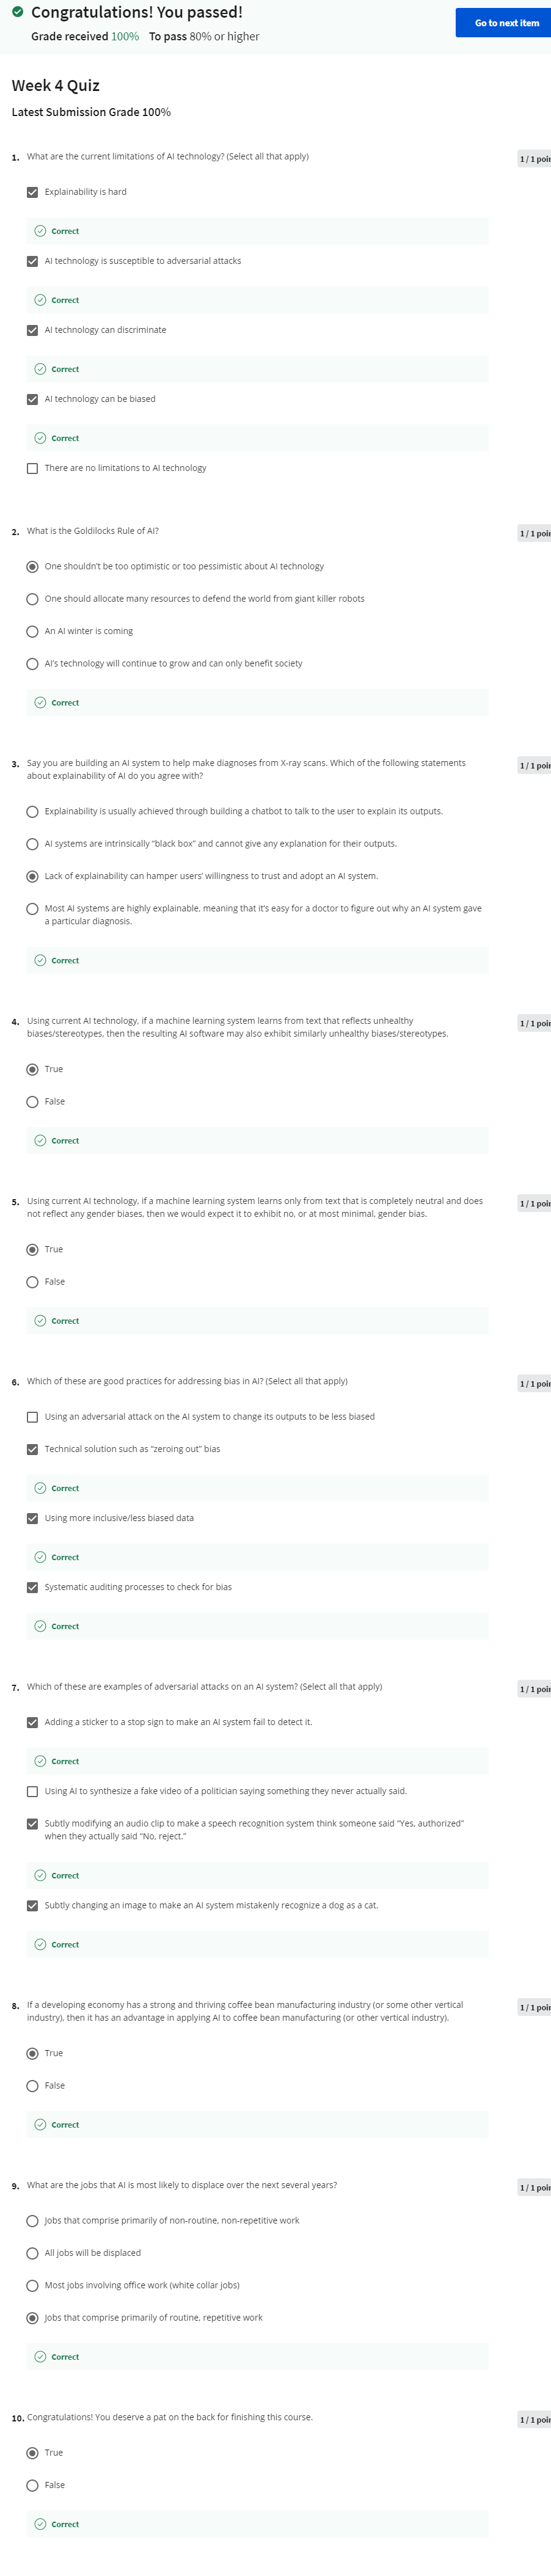 Congratulations! You passed!
Grade received 100% To pass 80% or higher
Go to next item
Week 4 Quiz
Latest Submission Grade 100%
1. What are the current limitations of AI technology? (Select all that apply)
1 / 1 poin
Explainability is hard
Correct
AI technology is susceptible to adversarial attacks
Correct
AI technology can discriminate
Correct
AI technology can be biased
Correct
There are no limitations to AI technology
2. What is the Goldilocks Rule of AI?
1 / 1 poin
One shouldn't be too optimistic or too pessimistic about AI technology
One should allocate many resources to defend the world from giant killer robots
An AI winter is coming
AI's technology will continue to grow and can only benefit society
Correct
3. Say you are building an AI system to help make diagnoses from X-ray scans. Which of the following statements
about explainability of AI do you agree with?
1 / 1 poin
Explainability is usually achieved through building a chatbot to talk to the user to explain its outputs.
AI systems are intrinsically “black box” and cannot give any explanation for their outputs.
Lack of explainability can hamper users’ willingness to trust and adopt an AI system.
Most AI systems are highly explainable, meaning that it’s easy for a doctor to figure out why an AI system gave
a particular diagnosis.
Correct
4. Using current AI technology, if a machine learning system learns from text that reflects unhealthy
biases/stereotypes, then the resulting AI software may also exhibit similarly unhealthy biases/stereotypes.
1 / 1 poin
True
False
Correct
5. Using current AI technology, if a machine learning system learns only from text that is completely neutral and does
not reflect any gender biases, then we would expect it to exhibit no, or at most minimal, gender bias.
1 / 1 poin
True
False
Correct
6. Which of these are good practices for addressing bias in AI? (Select all that apply)
1 / 1 poin
Using an adversarial attack on the AI system to change its outputs to be less biased
Technical solution such as “zeroing out” bias
Correct
Using more inclusive/less biased data
Correct
Systematic auditing processes to check for bias
Correct
7. Which of these are examples of adversarial attacks on an AI system? (Select all that apply)
1 / 1 poin
Adding a sticker to a stop sign to make an AI system fail to detect it.
Correct
Using AI to synthesize a fake video of a politician saying something they never actually said.
Subtly modifying an audio clip to make a speech recognition system think someone said “Yes, authorized”
when they actually said “No, reject.”
Correct
Subtly changing an image to make an AI system mistakenly recognize a dog as a cat.
Correct
8. If a developing economy has a strong and thriving coffee bean manufacturing industry (or some other vertical
industry), then it has an advantage in applying AI to coffee bean manufacturing (or other vertical industry).
1 / 1 poin
True
False
Correct
9. What are the jobs that AI is most likely to displace over the next several years?
1 / 1 poin
Jobs that comprise primarily of non-routine, non-repetitive work
All jobs will be displaced
Most jobs involving office work (white collar jobs)
Jobs that comprise primarily of routine, repetitive work
Correct
10. Congratulations! You deserve a pat on the back for finishing this course.
1 / 1 poin
True
False
Correct